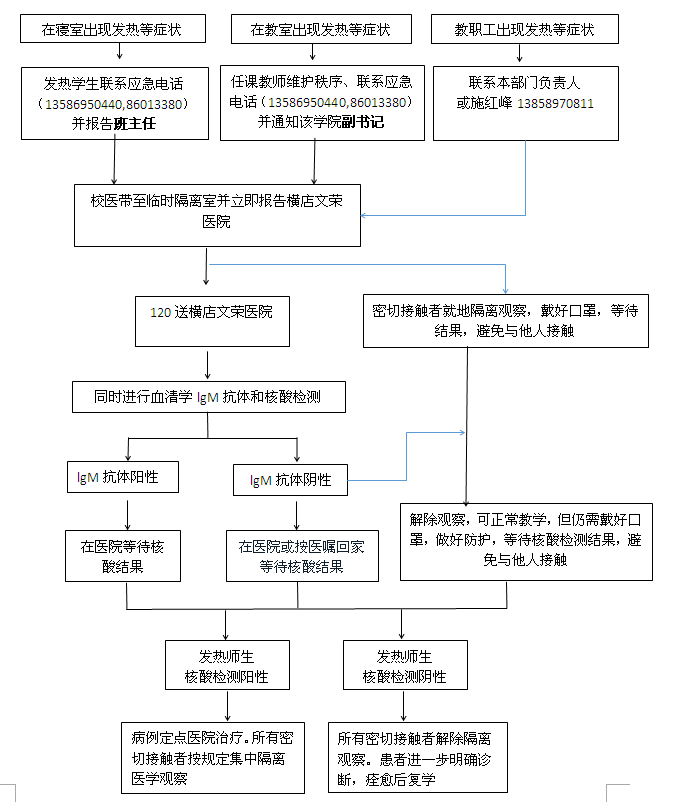 在寝室出现发热等症状
在教室出现发热等症状
教职工出现发热等症状
发热学生联系应急电话
（13586950440,86013380）
并报告班主任
任课教师维护秩序、联系应急
电话（13586950440,86013380）
并通知该学院副书记
联系本部门负责人
或施红峰 13858970811
校医带至临时隔离室并立即报告横店文荣
医院
120 送横店文荣医院
密切接触者就地隔离观察，戴好口罩，等待
结果，避免与他人接触
同时进行血清学 IgM 抗体和核酸检测
IgM 抗体阳性
IgM 抗体阴性
在医院等待核
酸结果
在医院或按医嘱回家
等待核酸结果
解除观察，可正常教学，但仍需戴好口
罩，做好防护，等待核酸检测结果，避
免与他人接触
发热师生
核酸检测阳性
发热师生
核酸检测阴性
病例定点医院治疗。所有密
切接触者按规定集中隔离
医学观察
所有密切接触者解除隔离
观察。患者进一步明确诊
断，痊愈后复学